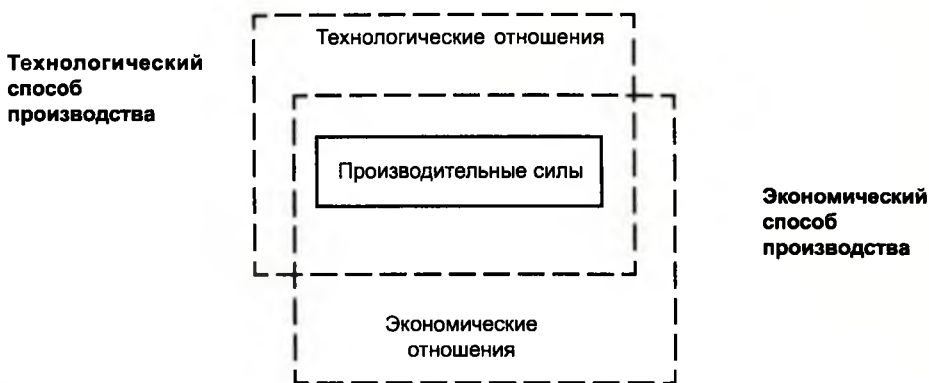 Технологические отношения
Технологический
способ
производства
Производительные силы
Экономический
способ
производства
Экономические
отношения